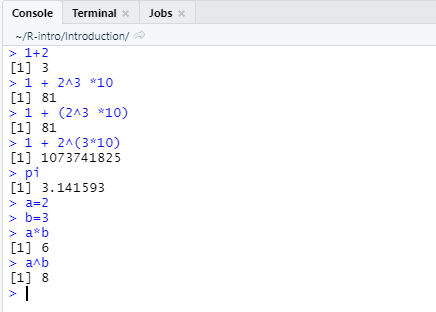 Console Terminal × Jobs ×
~/R-intro/Introduction/
> 1+2
[1] 3
> 1 + 2^3 *10
[1] 81
> 1 + (2^3 *10)
[1] 81
> 1 + 2^(3*10)
[1] 1073741825
> pi
[1] 3.141593
> a=2
> b=3
> a*b
[1] 6
> a^b
[1] 8
>